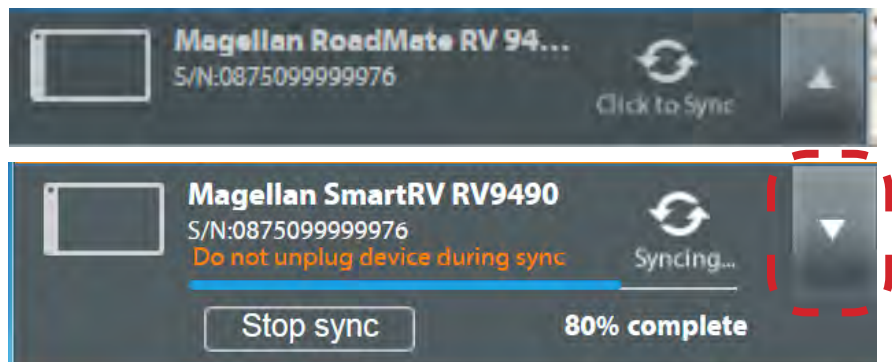 Magellan RoadMate RV 94...
S/N:0875099999976
Click to Sync
Magellan SmartRV RV9490
S/N:0875099999976
Do not unplug device during sync
Syncing...
Stop sync
80% complete